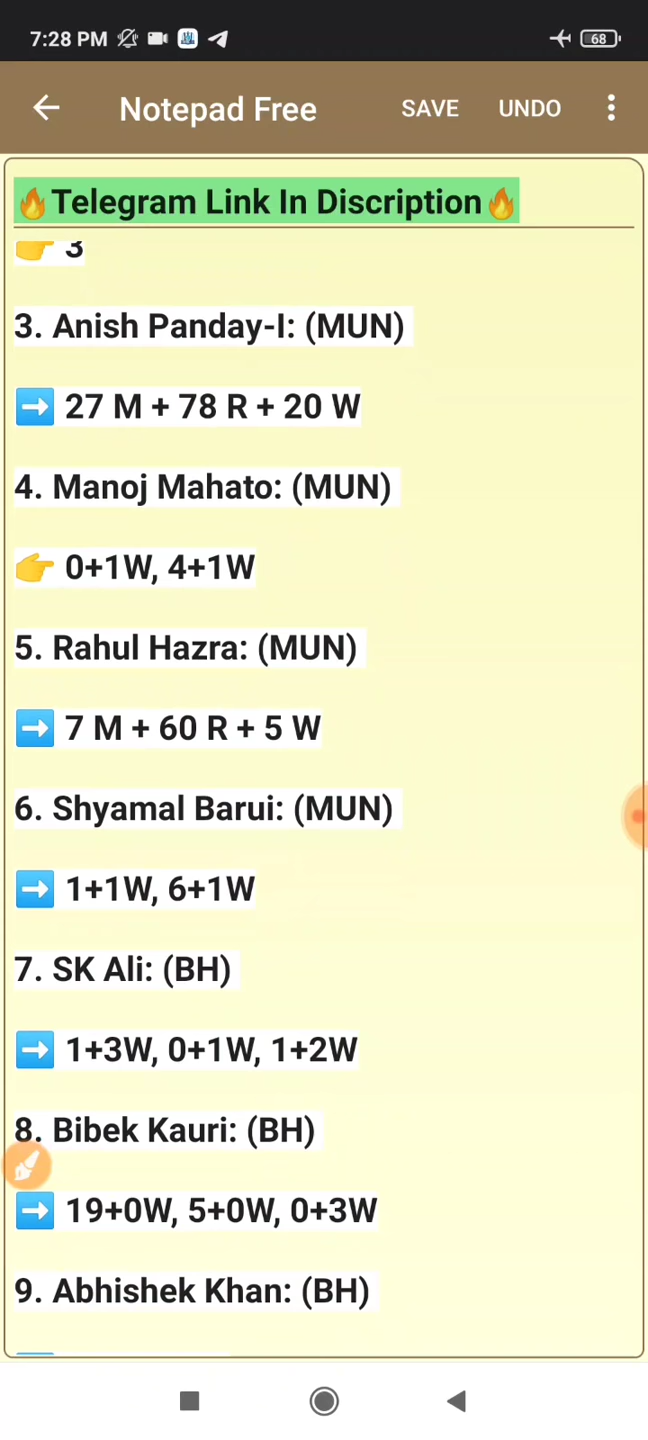 7:28 PM 68
Notepad Free SAVE UNDO
🔥Telegram Link In Discription🔥
👉 3
3. Anish Panday-I: (MUN)
➡️ 27 M + 78 R + 20 W
4. Manoj Mahato: (MUN)
👉 0+1W, 4+1W
5. Rahul Hazra: (MUN)
➡️ 7 M + 60 R + 5 W
6. Shyamal Barui: (MUN)
➡️ 1+1W, 6+1W
7. SK Ali: (BH)
➡️ 1+3W, 0+1W, 1+2W
8. Bibek Kauri: (BH)
➡️ 19+0W, 5+0W, 0+3W
9. Abhishek Khan: (BH)